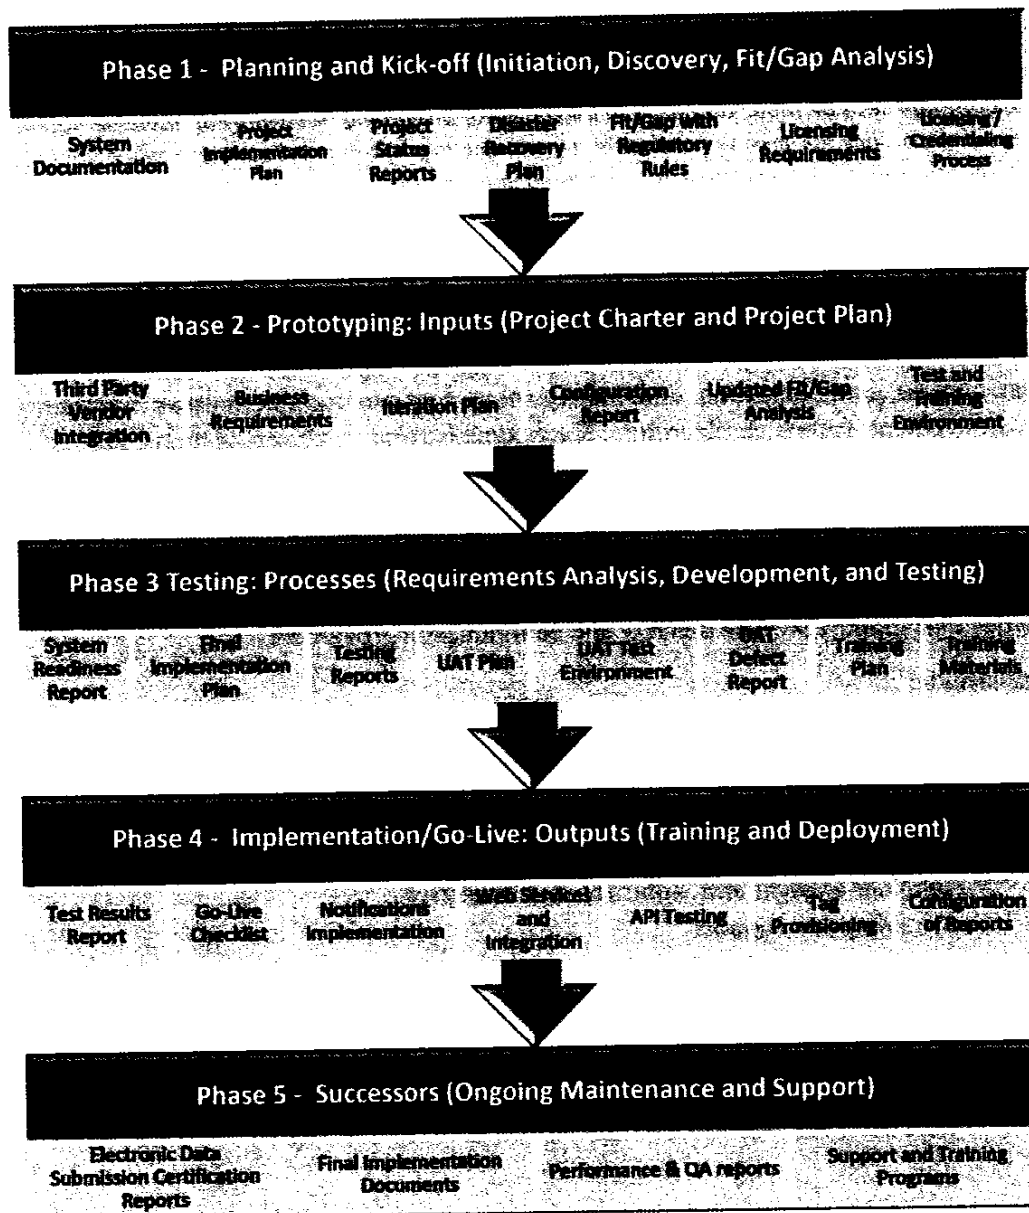 Phase 1 - Planning and Kick-off (Initiation, Discovery, Fit/Gap Analysis)
System
Documentation
Project
Implementation
Plan
Project
Status
Reports
Disaster
Recovery
Plan
Fit/Gap with
Regulatory
Rules
Licensing
Requirements
Licensing /
Credentialing
Process
Phase 2 - Prototyping: Inputs (Project Charter and Project Plan)
Third Party
Vendor
Integration
Business
Requirements
Iteration Plan
Configuration
Report
Updated Fit/Gap
Analysis
Test and
Training
Environment
Phase 3 Testing: Processes (Requirements Analysis, Development, and Testing)
System
Readiness
Report
Final
Implementation
Plan
Testing
Reports
UAT Plan
UAT Test
Environment
UAT
Defect
Report
Training
Plan
Training
Materials
Phase 4 - Implementation/Go-Live: Outputs (Training and Deployment)
Test Results
Report
Go-Live
Checklist
Notifications
Implementation
Web Services
and
Integration
API Testing
Tag
Provisioning
Configuration
of Reports
Phase 5 - Successors (Ongoing Maintenance and Support)
Electronic Data
Submission Certification
Reports
Final Implementation
Documents
Performance & QA reports
Support and Training
Programs